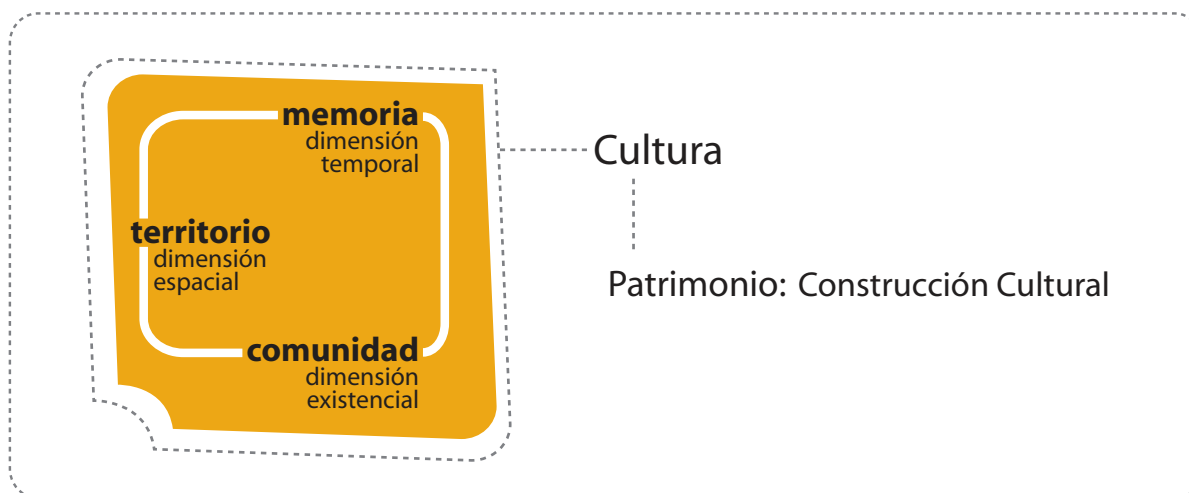 memoria
dimensión
temporal
Cultura
territorio
dimensión
espacial
Patrimonio: Construcción Cultural
comunidad
dimensión
existencial